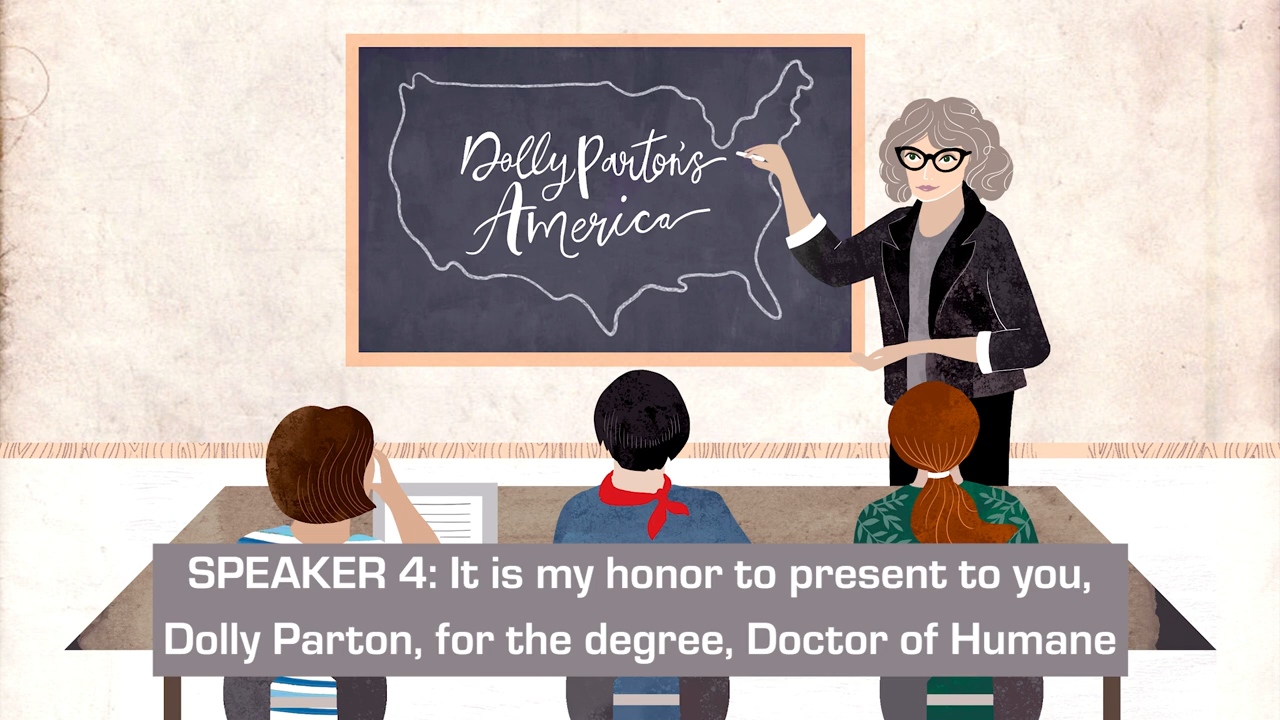 Dolly Parton's
America
SPEAKER 4: It is my honor to present to you,
Dolly Parton, for the degree, Doctor of Humane